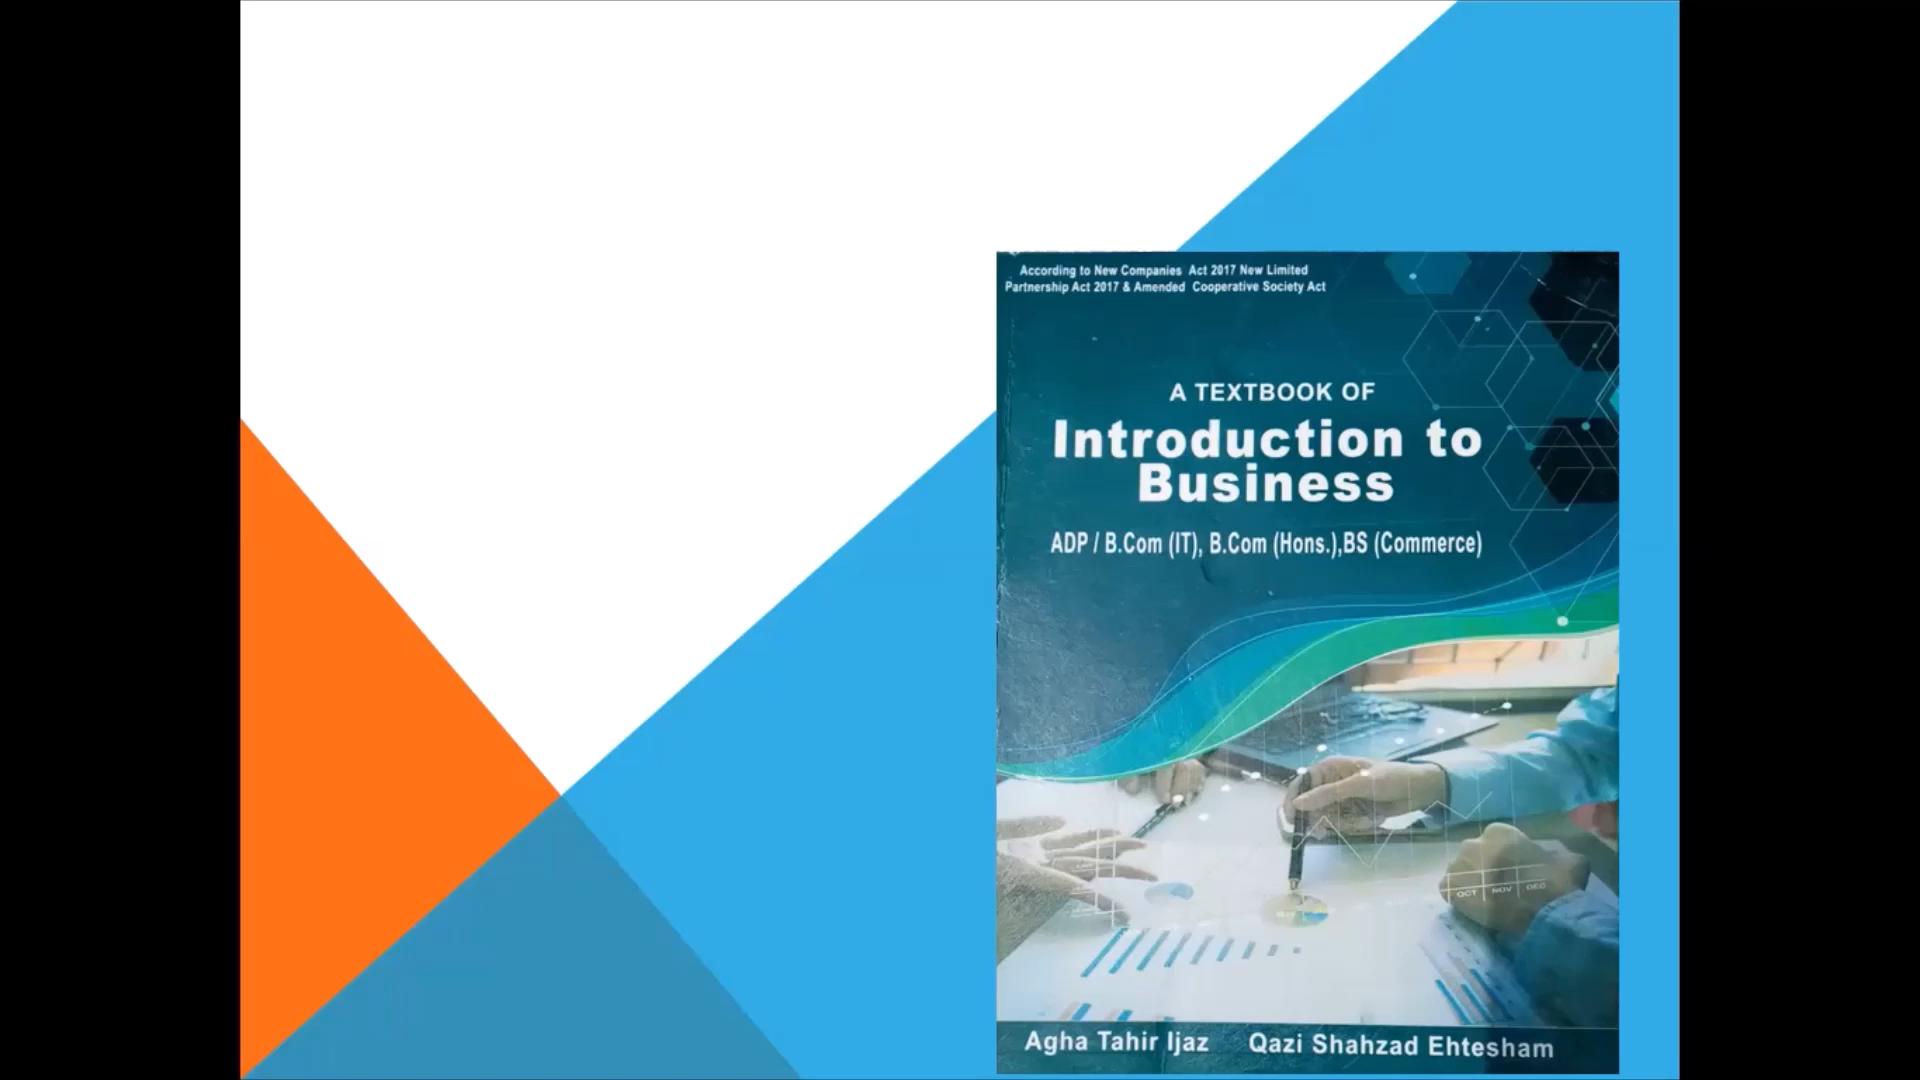 According to New Companies Act 2017 New Limited
Partnership Act 2017 & Amended Cooperative Society Act
A TEXTBOOK OF
Introduction to
Business
ADP / B.Com (IT), B.Com (Hons.),BS (Commerce)
OCT NOV DEC
Agha Tahir Ijaz Qazi Shahzad Ehtesham